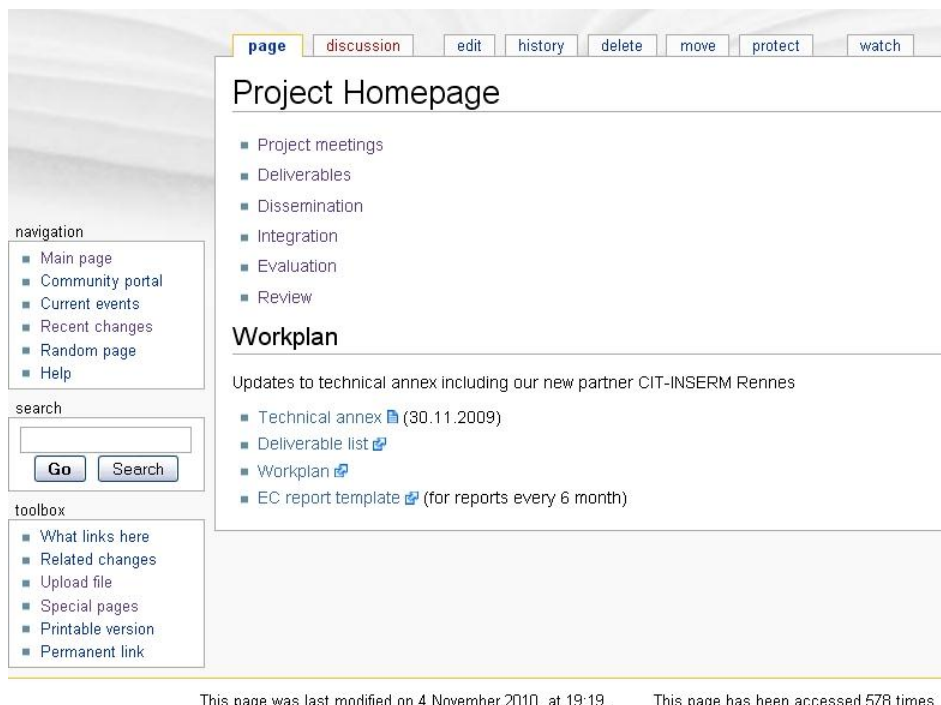 page discussion edit history delete move protect watch
Project Homepage
Project meetings
Deliverables
Dissemination
Integration
Evaluation
Review
Workplan
Updates to technical annex including our new partner CIT-INSERM Rennes
Technical annex (30.11.2009)
Deliverable list
Workplan
EC report template (for reports every 6 month)
navigation
Main page
Community portal
Current events
Recent changes
Random page
Help
search
Go Search
toolbox
What links here
Related changes
Upload file
Special pages
Printable version
Permanent link
This page was last modified on 4 November 2010, at 19:19. This page has been accessed 578 times